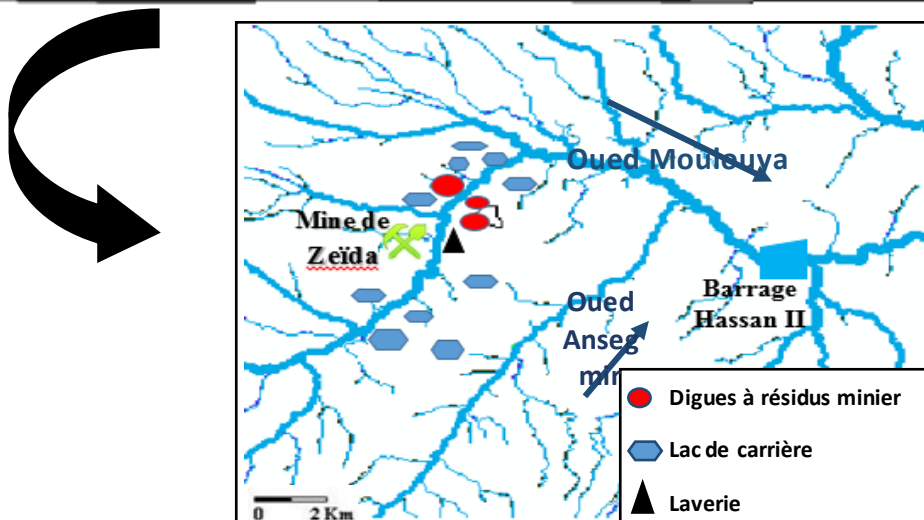 Oued Moulouya
Mine de
Zeïda
Barrage
Hassan II
Oued
Anseg
mir
Digues à résidus minier
Lac de carrière
Laverie
0 2 Km